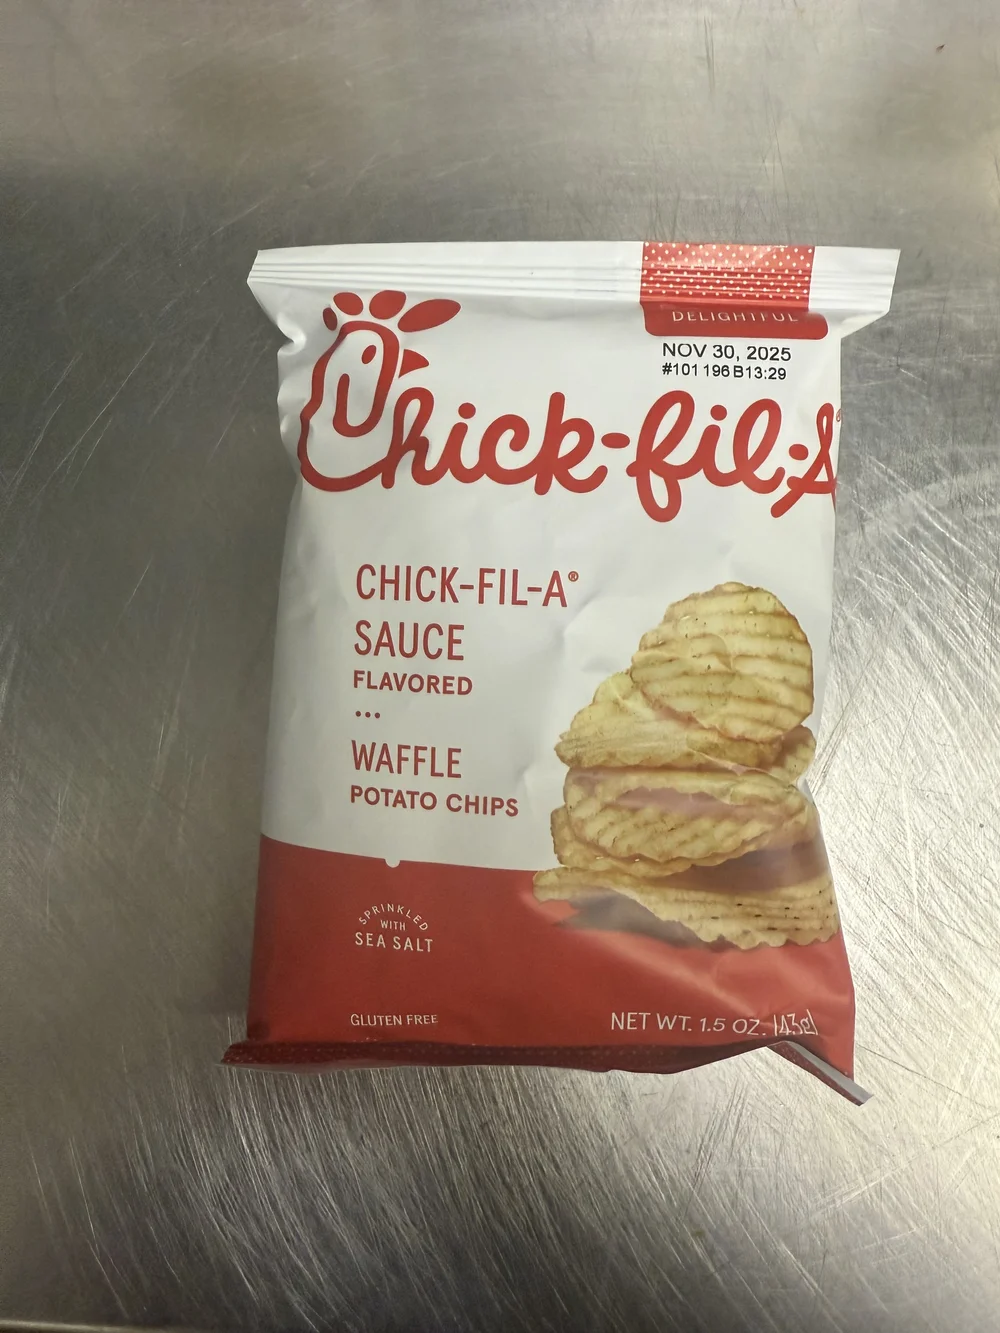 DELIGHTFUL
NOV 30, 2025
#101 196 B13:29
Chick-fil-A®
CHICK-FIL-A®
SAUCE
FLAVORED
...
WAFFLE
POTATO CHIPS
SPRINKLED
WITH
SEA SALT
GLUTEN FREE
NET WT. 1.5 OZ. (43g)